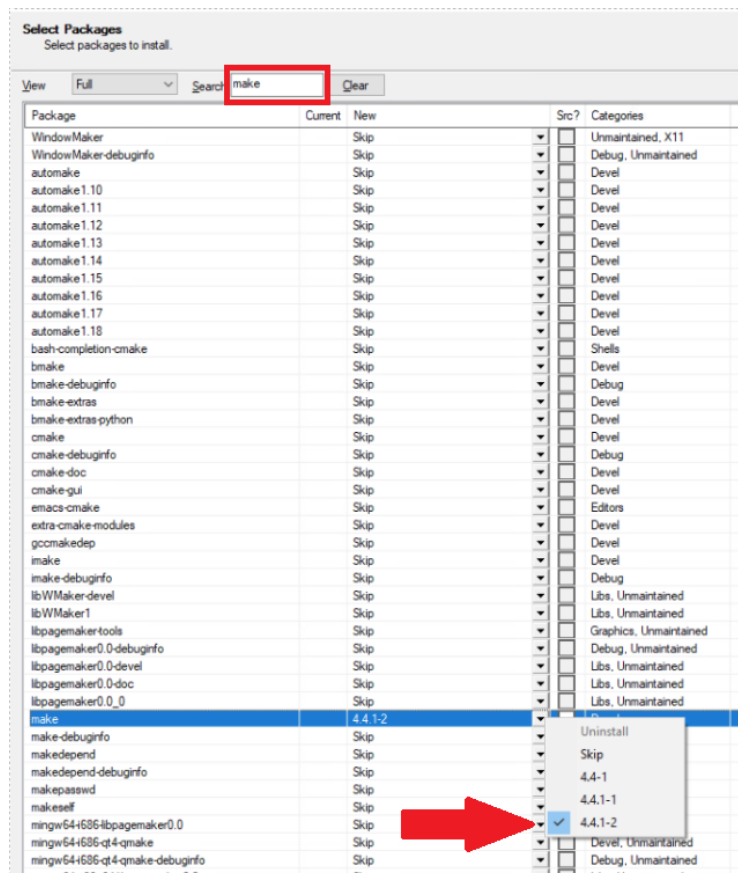 Select Packages
Select packages to install.
View Full Search make Clear
Package Current New Src? Categories
WindowMaker Skip Unmaintained, X11
WindowMaker-debuginfo Skip Debug, Unmaintained
automake Skip Devel
automake1.10 Skip Devel
automake1.11 Skip Devel
automake1.12 Skip Devel
automake1.13 Skip Devel
automake1.14 Skip Devel
automake1.15 Skip Devel
automake1.16 Skip Devel
automake1.17 Skip Devel
automake1.18 Skip Devel
bash-completion-cmake Skip Shells
bmake Skip Devel
bmake-debuginfo Skip Debug
bmake-extras Skip Devel
bmake-extras-python Skip Devel
cmake Skip Devel
cmake-debuginfo Skip Debug
cmake-doc Skip Devel
cmake-gui Skip Devel
emacs-cmake Skip Editors
extra-cmake-modules Skip Devel
gccmakedep Skip Devel
imake Skip Devel
imake-debuginfo Skip Debug
libWMaker-devel Skip Libs, Unmaintained
libWMaker1 Skip Libs, Unmaintained
libpagemaker-tools Skip Graphics, Unmaintained
libpagemaker0.0-debuginfo Skip Debug, Unmaintained
libpagemaker0.0-devel Skip Libs, Unmaintained
libpagemaker0.0-doc Skip Libs, Unmaintained
libpagemaker0.0_0 Skip Libs, Unmaintained
make 4.4.1-2
make-debuginfo Skip Uninstall
makedepend Skip Skip
makedepend-debuginfo Skip 4.4-1
makepasswd Skip
makeself Skip 4.4.1-1
mingw64-i686-libpagemaker0.0 Skip 4.4.1-2
mingw64-i686-qt4-qmake Skip Devel, Unmaintained
mingw64-i686-qt4-qmake-debuginfo Skip Debug, Unmaintained